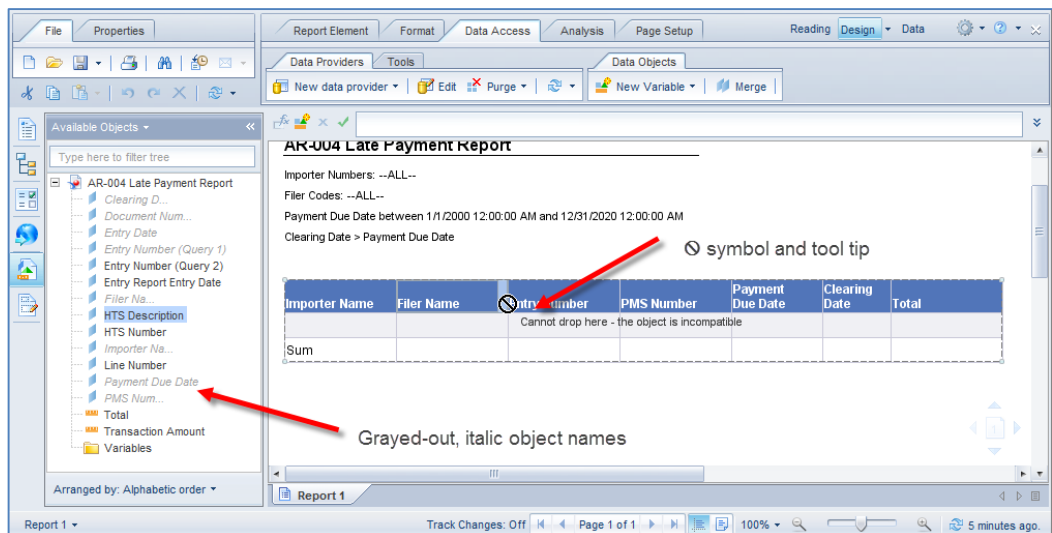 File Properties
Report Element Format Data Access Analysis Page Setup
Reading Design Data
Data Providers Tools
Data Objects
New data provider Edit Purge
New Variable Merge
Available Objects
Type here to filter tree
AR-004 Late Payment Report
Clearing D...
Document Num...
Entry Date
Entry Number (Query 1)
Entry Number (Query 2)
Entry Report Entry Date
Filer Na...
HTS Description
HTS Number
Importer Na...
Line Number
Payment Due Date
PMS Num...
Total
Transaction Amount
Variables
Arranged by: Alphabetic order
AR-004 Late Payment Report
Importer Numbers: --ALL--
Filer Codes: --ALL--
Payment Due Date between 1/1/2000 12:00:00 AM and 12/31/2020 12:00:00 AM
Clearing Date > Payment Due Date
symbol and tool tip
Importer Name Filer Name Entry Number PMS Number Payment Due Date Clearing Date Total
Cannot drop here - the object is incompatible
Sum
Grayed-out, italic object names
1
Report 1
Report 1
Track Changes: Off Page 1 of 1 100% 5 minutes ago.